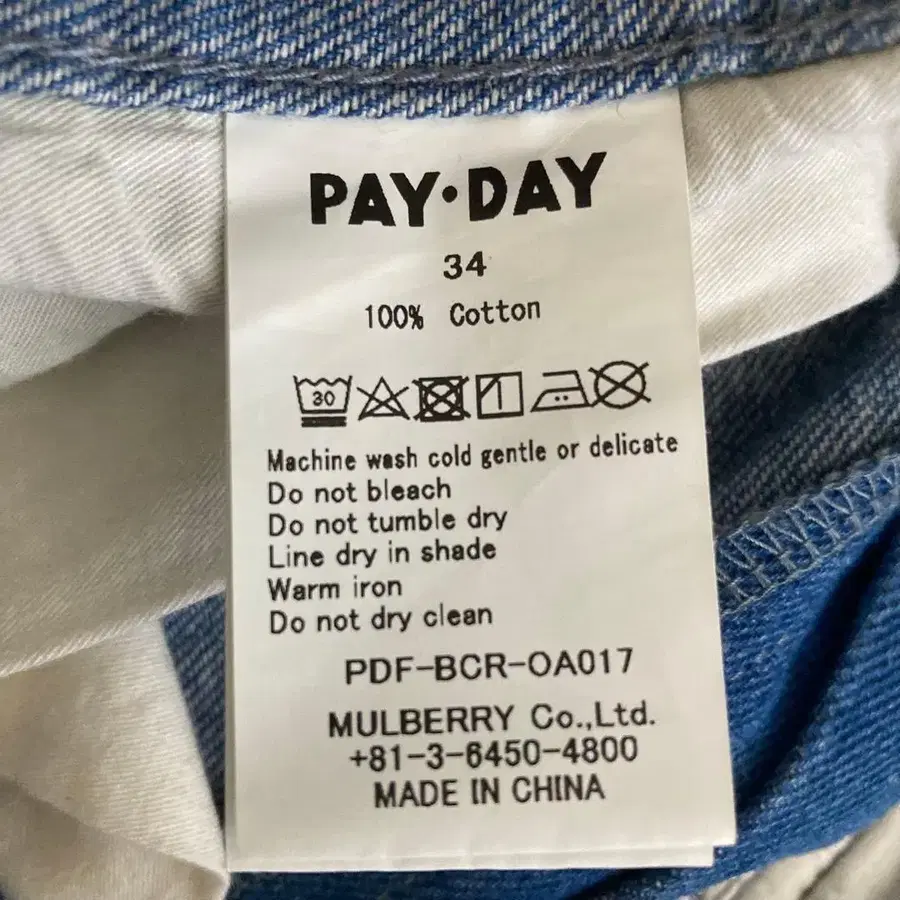 PAY·DAY
34
100% Cotton
30
Machine wash cold gentle or delicate
Do not bleach
Do not tumble dry
Line dry in shade
Warm iron
Do not dry clean
PDF-BCR-OA017
MULBERRY Co.,Ltd.
+81-3-6450-4800
MADE IN CHINA